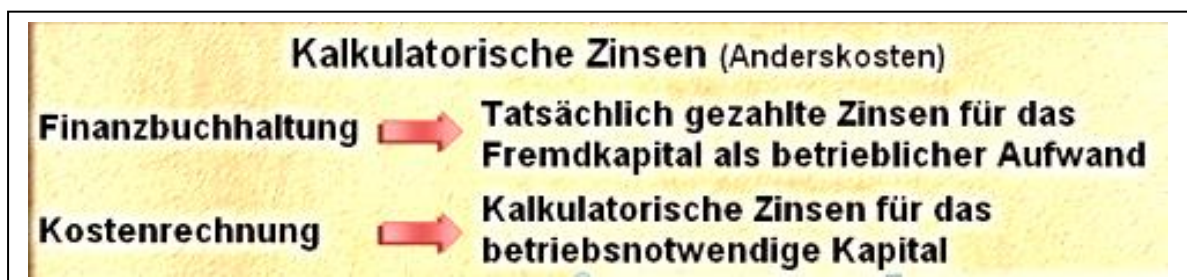 Kalkulatorische Zinsen (Anderskosten)
Finanzbuchhaltung
Tatsächlich gezahlte Zinsen für das
Fremdkapital als betrieblicher Aufwand
Kostenrechnung
Kalkulatorische Zinsen für das
betriebsnotwendige Kapital